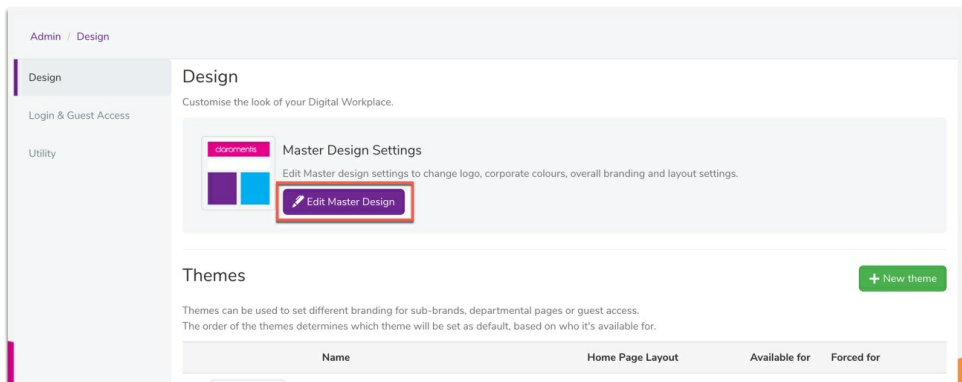 Admin / Design
Design
Login & Guest Access
Utility
Design
Customise the look of your Digital Workplace.
claromentis
Master Design Settings
Edit Master design settings to change logo, corporate colours, overall branding and layout settings.
Edit Master Design
Themes
+ New theme
Themes can be used to set different branding for sub-brands, departmental pages or guest access.
The order of the themes determines which theme will be set as default, based on who it's available for.
Name Home Page Layout Available for Forced for